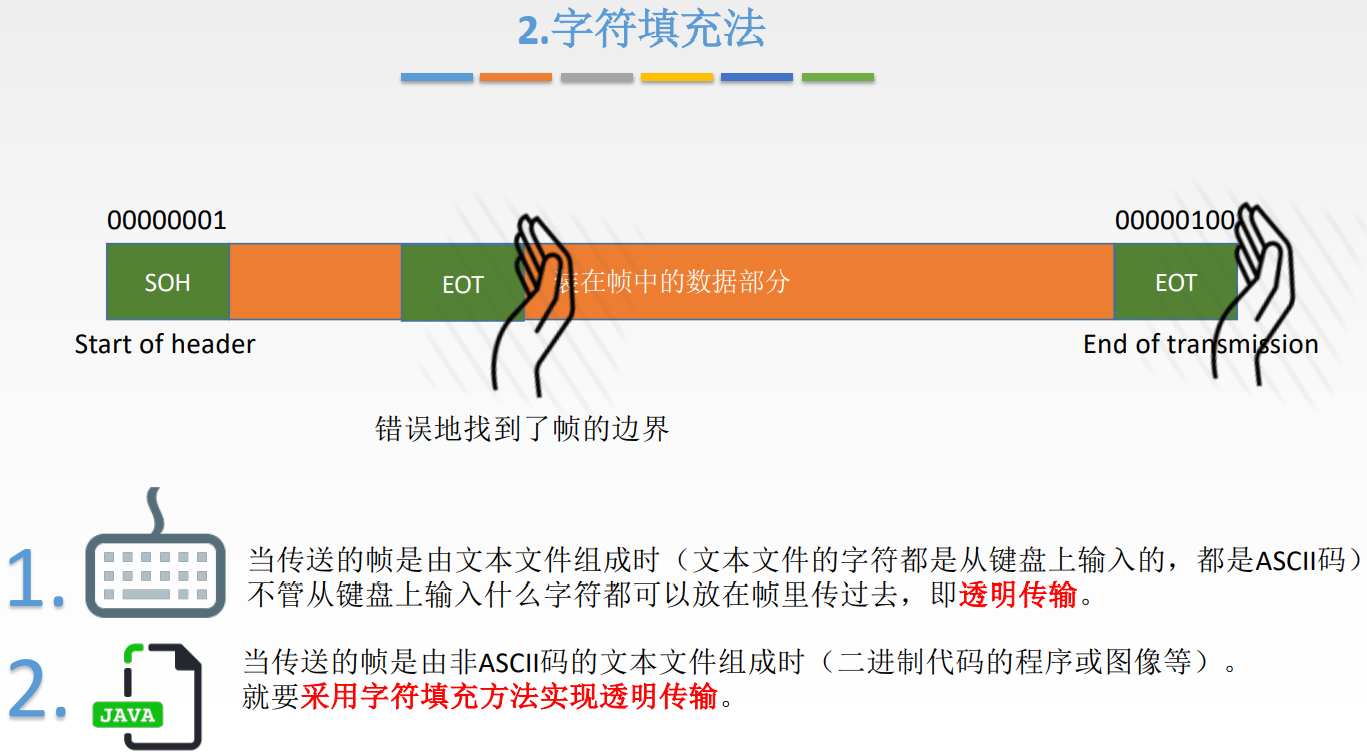 2.字符填充法
00000001
00000100
SOH
EOT
装在帧中的数据部分
EOT
Start of header
End of transmission
错误地找到了帧的边界
1.
当传送的帧是由文本文件组成时（文本文件的字符都是从键盘上输入的，都是ASCII码）
不管从键盘上输入什么字符都可以放在帧里传过去，即透明传输。
2.
当传送的帧是由非ASCII码的文本文件组成时（二进制代码的程序或图像等）。
就要采用字符填充方法实现透明传输。
JAVA